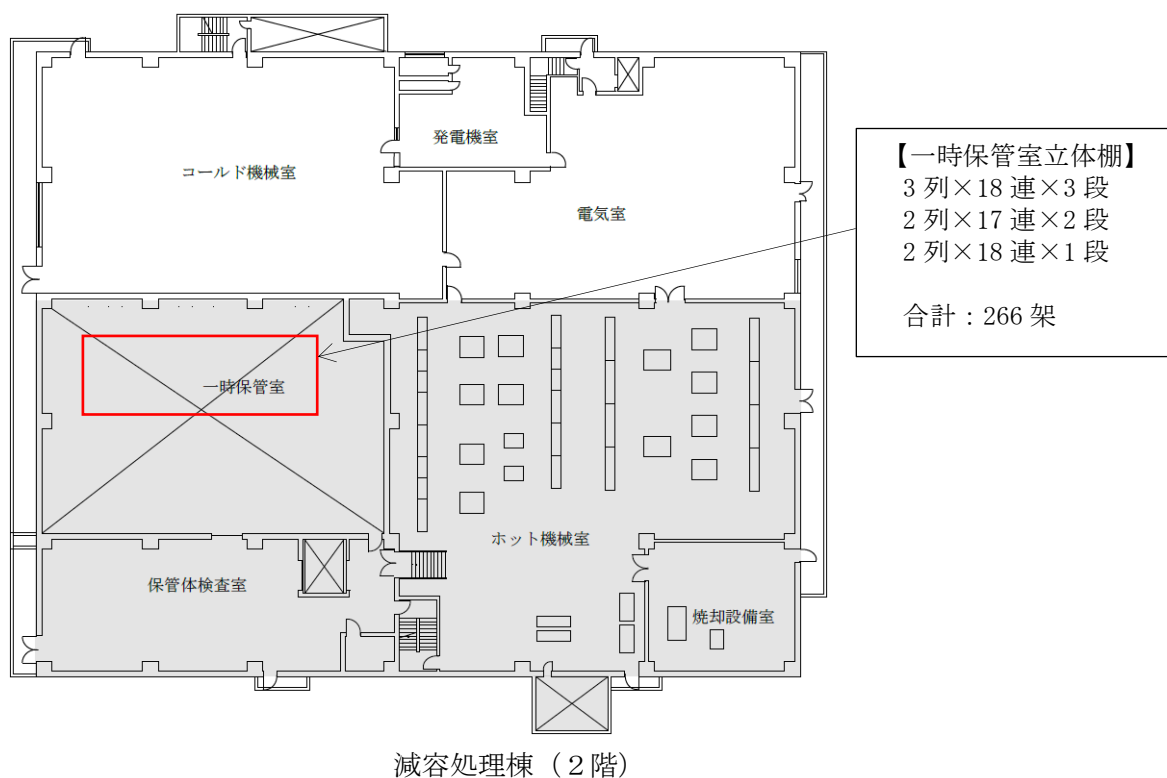 発電機室
コールド機械室
電気室
【一時保管室立体棚】
3 列×18 連×3 段
2 列×17 連×2 段
2 列×18 連×1 段
合計：266 架
一時保管室
ホット機械室
保管体検査室
焼却設備室
減容処理棟（２階）